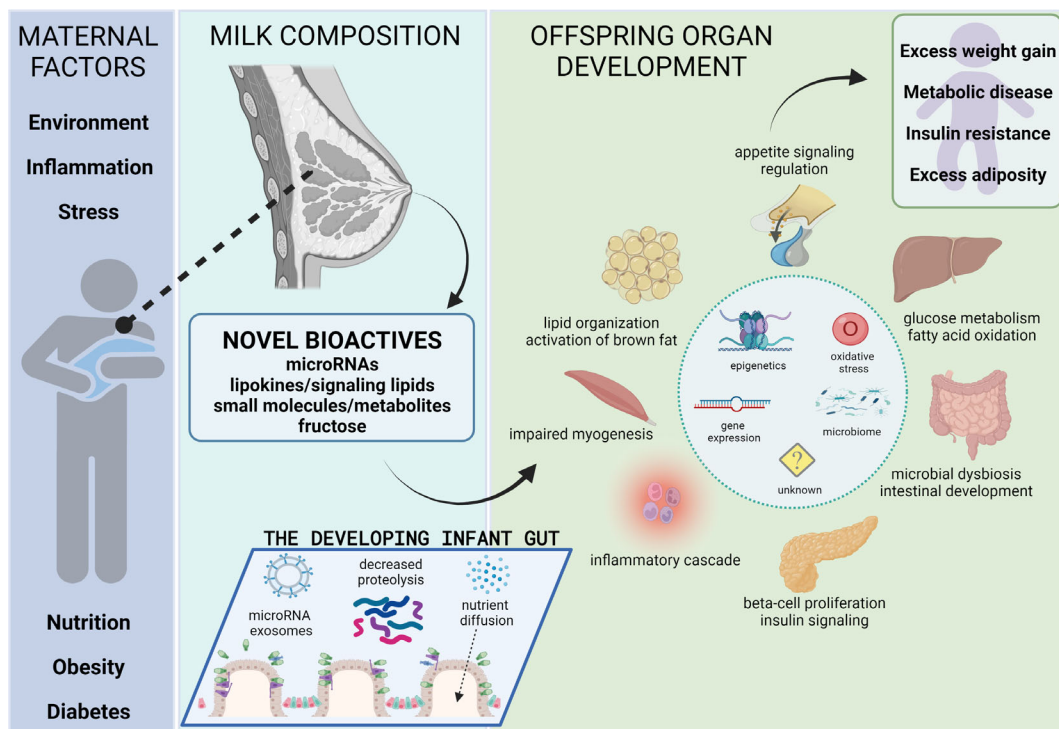 MATERNAL
FACTORS
Environment
Inflammation
Stress
Nutrition
Obesity
Diabetes
MILK COMPOSITION
NOVEL BIOACTIVES
microRNAs
lipokines/signaling lipids
small molecules/metabolites
fructose
THE DEVELOPING INFANT GUT
microRNA
exosomes
decreased
proteolysis
nutrient
diffusion
OFFSPRING ORGAN
DEVELOPMENT
appetite signaling
regulation
Excess weight gain
Metabolic disease
Insulin resistance
Excess adiposity
lipid organization
activation of brown fat
glucose metabolism
fatty acid oxidation
impaired myogenesis
microbial dysbiosis
intestinal development
inflammatory cascade
beta-cell proliferation
insulin signaling
epigenetics
O
oxidative
stress
gene
expression
microbiome
?
unknown